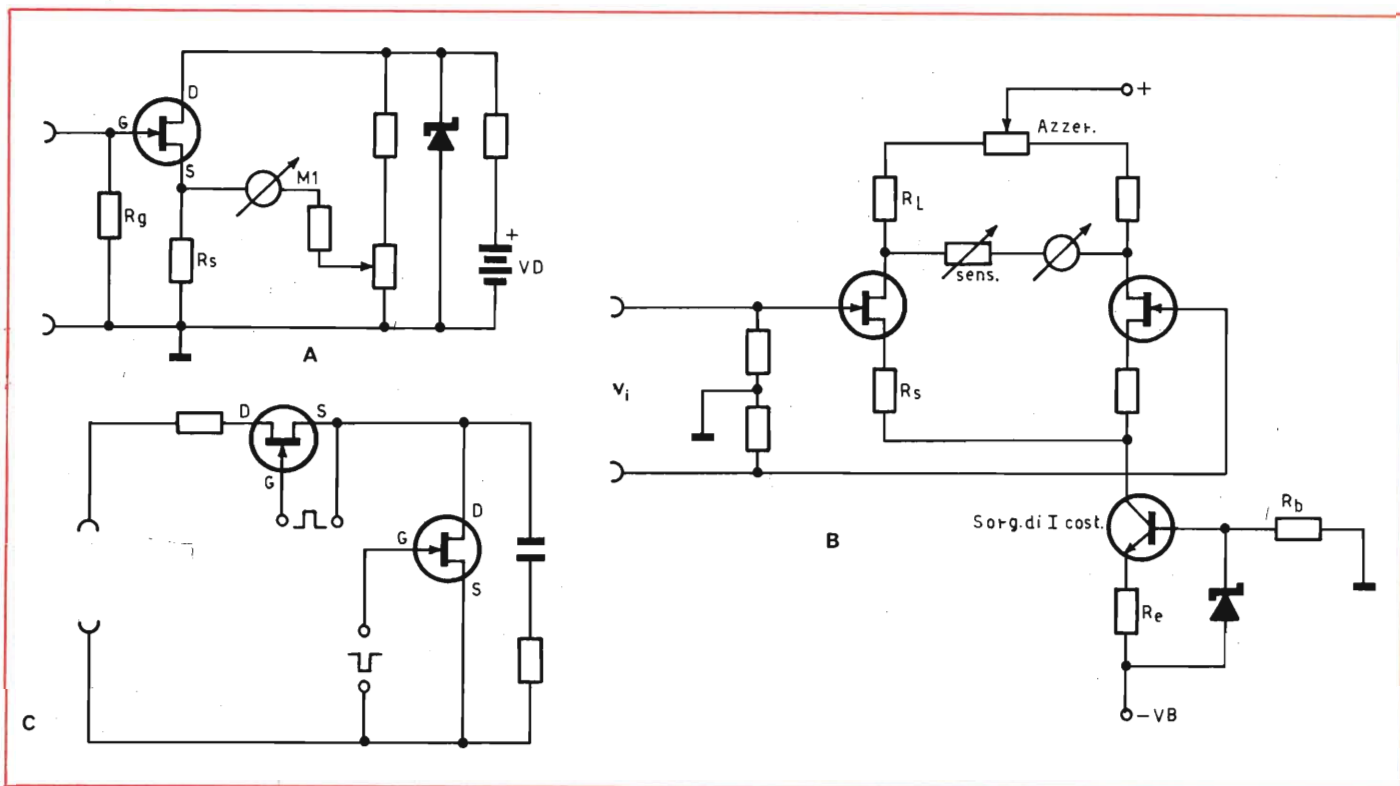 D
G
S
M1
Rg
Rs
+
VD
A
+
Azzer.
RL
sens.
Rs
vi
Sorg.di I cost.
Rb
Re
B
-VB
D
S
G
D
G
S
C